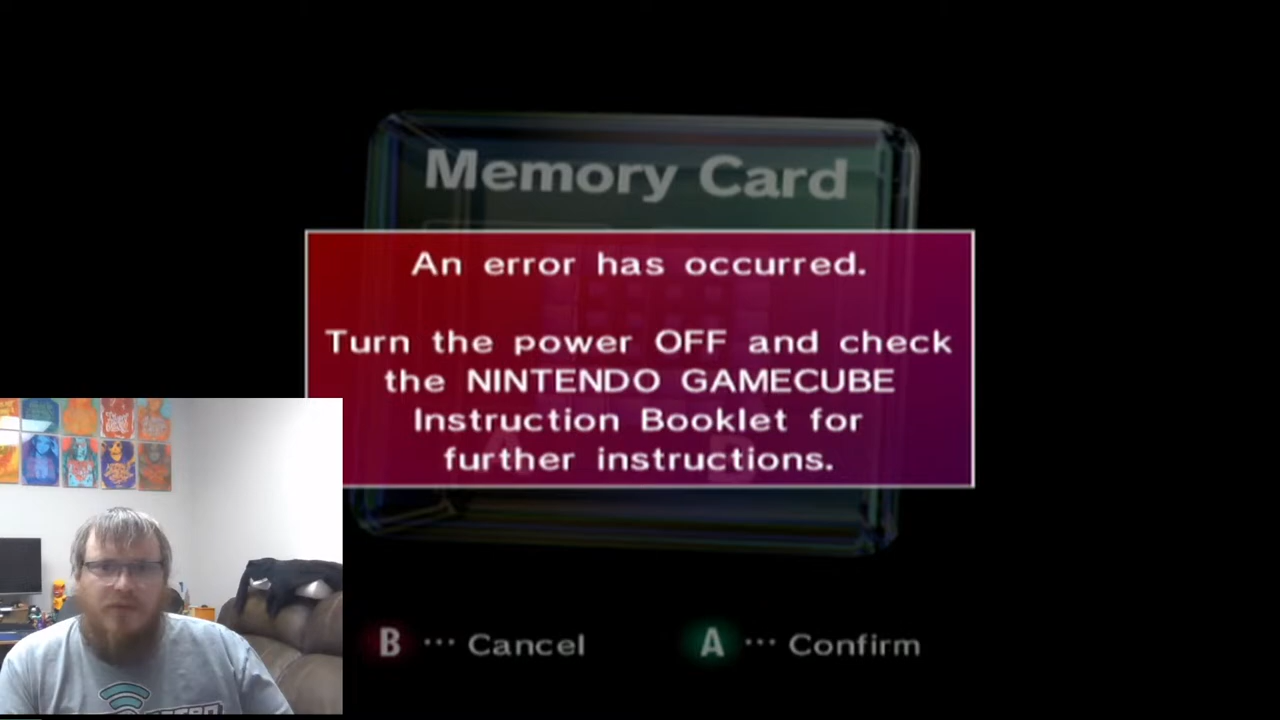 Memory Card
An error has occurred.
Turn the power OFF and check
the NINTENDO GAMECUBE
Instruction Booklet for
further instructions.
B ... Cancel
A ... Confirm